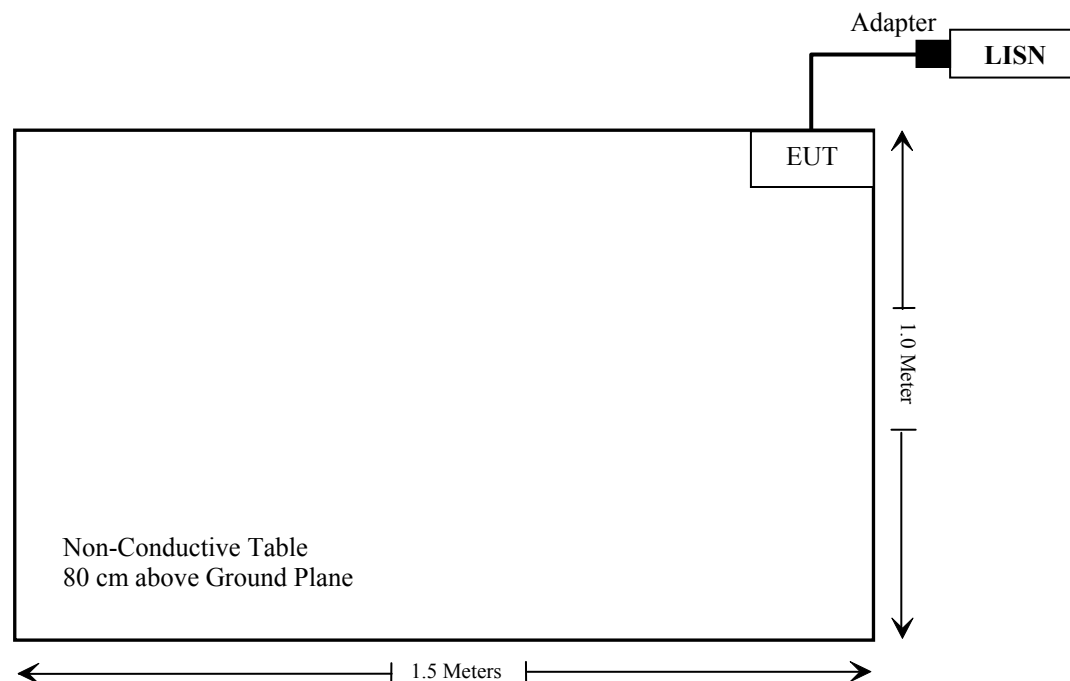 Adapter
LISN
EUT
1.0 Meter
Non-Conductive Table
80 cm above Ground Plane
1.5 Meters